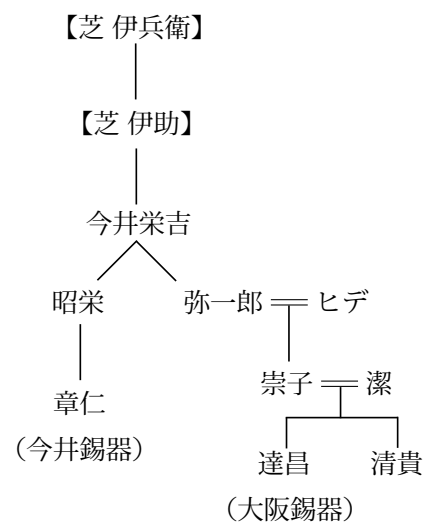 【芝 伊兵衛】
【芝 伊助】
今井栄吉
昭栄
弥一郎
ヒデ
崇子
潔
章仁
（今井錫器）
達昌
清貴
（大阪錫器）